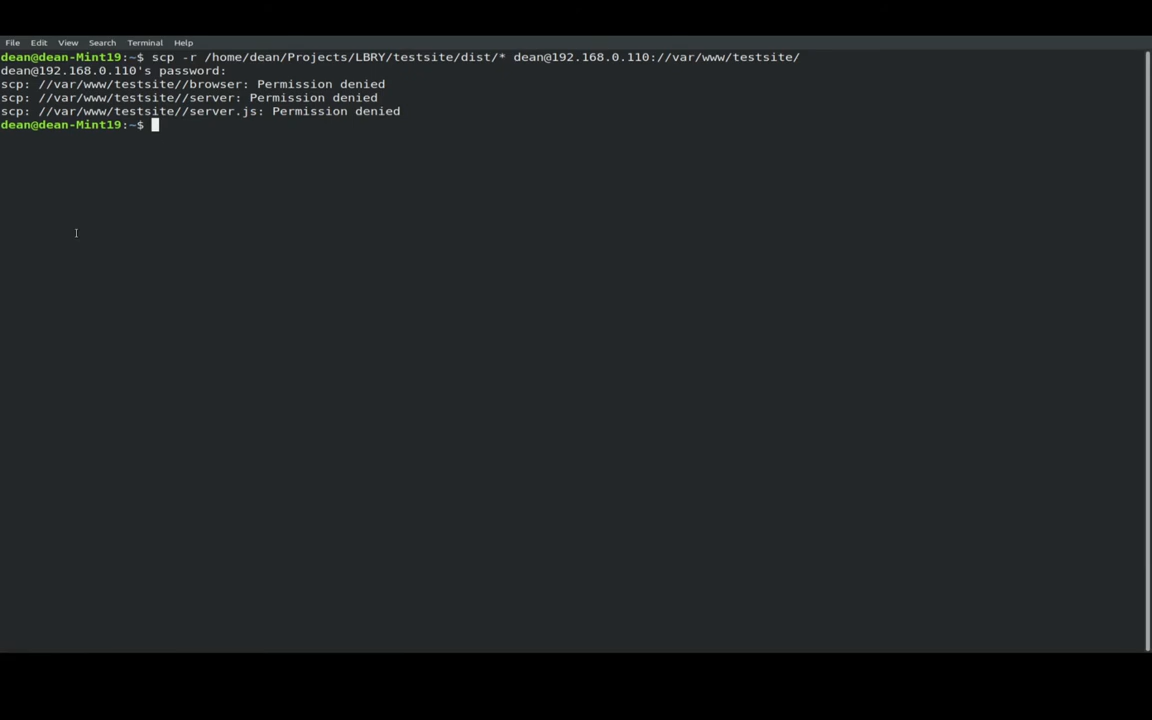 File Edit View Search Terminal Help
dean@dean-Mint19:~$ scp -r /home/dean/Projects/LBRY/testsite/dist/* dean@192.168.0.110://var/www/testsite/
dean@192.168.0.110's password:
scp: //var/www/testsite//browser: Permission denied
scp: //var/www/testsite//server: Permission denied
scp: //var/www/testsite//server.js: Permission denied
dean@dean-Mint19:~$